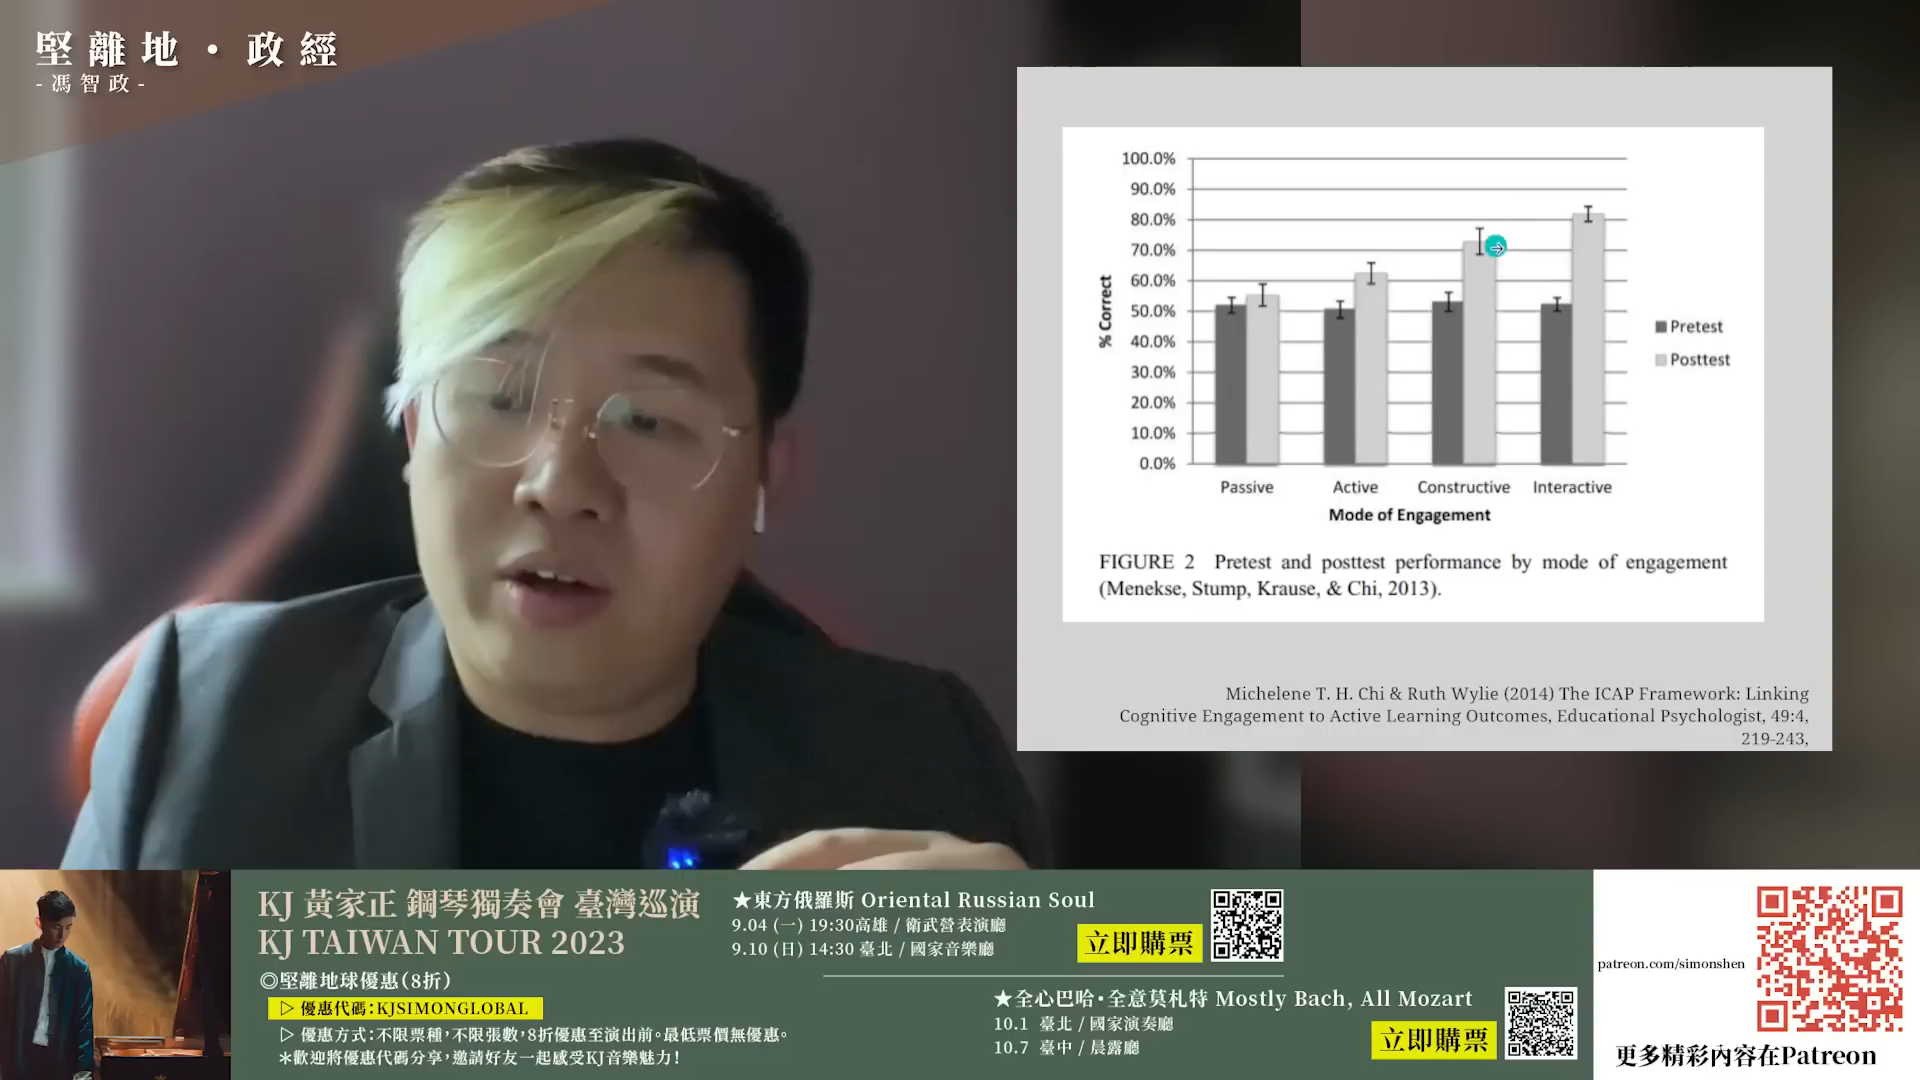 堅離地・政經
-馮智政-
100.0%
90.0%
80.0%
70.0%
60.0%
50.0%
40.0%
30.0%
20.0%
10.0%
0.0%
% Correct
Passive
Active
Constructive
Interactive
Mode of Engagement
Pretest
Posttest
FIGURE 2 Pretest and posttest performance by mode of engagement
(Menekse, Stump, Krause, & Chi, 2013).
Michelene T. H. Chi & Ruth Wylie (2014) The ICAP Framework: Linking
Cognitive Engagement to Active Learning Outcomes, Educational Psychologist, 49:4,
219-243,
KJ 黃家正 鋼琴獨奏會 臺灣巡演
KJ TAIWAN TOUR 2023
◎堅離地球優惠(8折)
▷ 優惠代碼:KJSIMONGLOBAL
▷ 優惠方式:不限票種,不限張數,8折優惠至演出前。最低票價無優惠。
*歡迎將優惠代碼分享,邀請好友一起感受KJ音樂魅力!
★東方俄羅斯 Oriental Russian Soul
9.04 (一) 19:30高雄 / 衛武營表演廳
9.10 (日) 14:30 臺北 / 國家音樂廳
立即購票
★全心巴哈・全意莫札特 Mostly Bach, All Mozart
10.1 臺北 / 國家演奏廳
10.7 臺中 / 晨露廳
立即購票
patreon.com/simonshen
更多精彩內容在Patreon